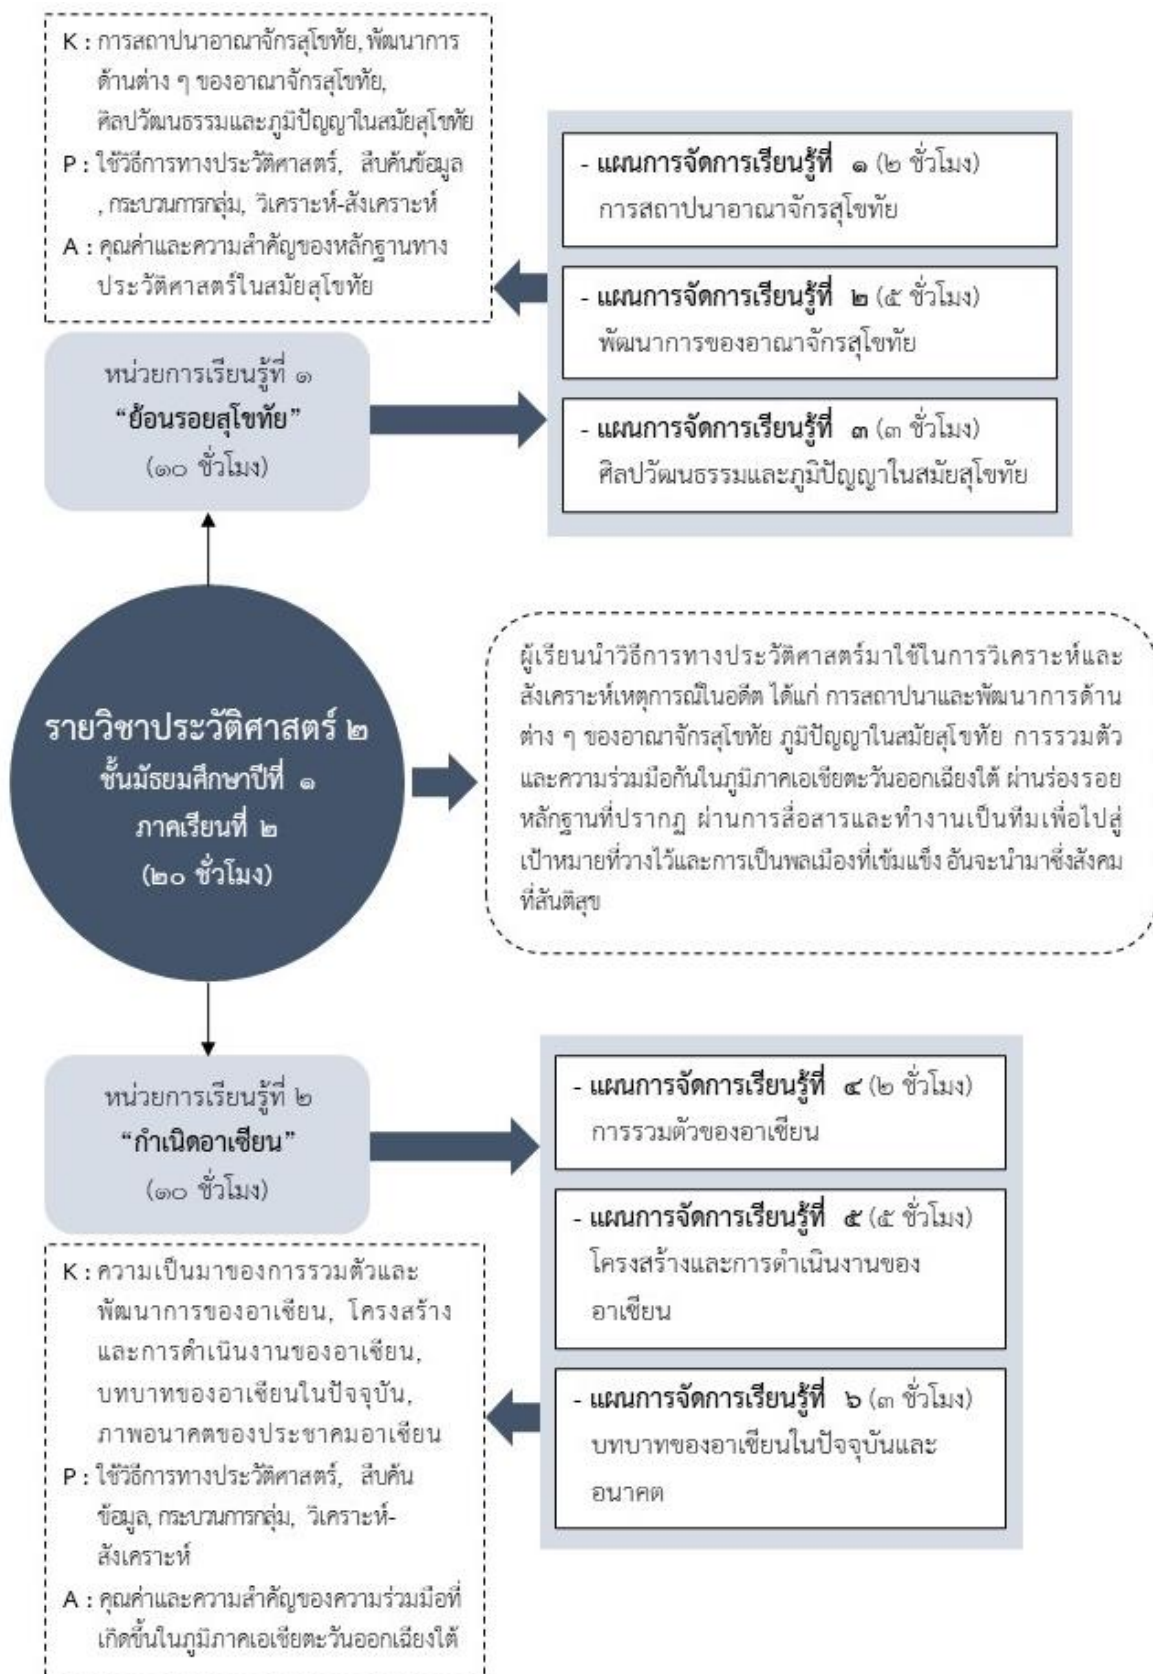 K : การสถาปนาอาณาจักรสุโขทัย, พัฒนาการ
ด้านต่าง ๆ ของอาณาจักรสุโขทัย,
ศิลปวัฒนธรรมและภูมิปัญญาในสมัยสุโขทัย
P : ใช้วิธีการทางประวัติศาสตร์, สืบค้นข้อมูล
, กระบวนการกลุ่ม, วิเคราะห์-สังเคราะห์
A : คุณค่าและความสำคัญของหลักฐานทาง
ประวัติศาสตร์ในสมัยสุโขทัย
- แผนการจัดการเรียนรู้ที่ ๑ (๒ ชั่วโมง)
การสถาปนาอาณาจักรสุโขทัย
- แผนการจัดการเรียนรู้ที่ ๒ (๕ ชั่วโมง)
พัฒนาการของอาณาจักรสุโขทัย
- แผนการจัดการเรียนรู้ที่ ๓ (๓ ชั่วโมง)
ศิลปวัฒนธรรมและภูมิปัญญาในสมัยสุโขทัย
หน่วยการเรียนรู้ที่ ๑
“ย้อนรอยสุโขทัย”
(๑๐ ชั่วโมง)
รายวิชาประวัติศาสตร์ ๒
ชั้นมัธยมศึกษาปีที่ ๑
ภาคเรียนที่ ๒
(๒๐ ชั่วโมง)
ผู้เรียนนำวิธีการทางประวัติศาสตร์มาใช้ในการวิเคราะห์และ
สังเคราะห์เหตุการณ์ในอดีต ได้แก่ การสถาปนาและพัฒนาการด้าน
ต่าง ๆ ของอาณาจักรสุโขทัย ภูมิปัญญาในสมัยสุโขทัย การรวมตัว
และความร่วมมือกันในภูมิภาคเอเชียตะวันออกเฉียงใต้ ผ่านร่องรอย
หลักฐานที่ปรากฏ ผ่านการสื่อสารและทำงานเป็นทีมเพื่อไปสู่
เป้าหมายที่วางไว้และการเป็นพลเมืองที่เข้มแข็ง อันจะนำมาซึ่งสังคม
ที่สันติสุข
หน่วยการเรียนรู้ที่ ๒
“กำเนิดอาเซียน”
(๑๐ ชั่วโมง)
- แผนการจัดการเรียนรู้ที่ ๔ (๒ ชั่วโมง)
การรวมตัวของอาเซียน
- แผนการจัดการเรียนรู้ที่ ๕ (๕ ชั่วโมง)
โครงสร้างและการดำเนินงานของ
อาเซียน
- แผนการจัดการเรียนรู้ที่ ๖ (๓ ชั่วโมง)
บทบาทของอาเซียนในปัจจุบันและ
อนาคต
K : ความเป็นมาของการรวมตัวและ
พัฒนาการของอาเซียน, โครงสร้าง
และการดำเนินงานของอาเซียน,
บทบาทของอาเซียนในปัจจุบัน,
ภาพอนาคตของประชาคมอาเซียน
P : ใช้วิธีการทางประวัติศาสตร์, สืบค้น
ข้อมูล, กระบวนการกลุ่ม, วิเคราะห์-
สังเคราะห์
A : คุณค่าและความสำคัญของความร่วมมือที่
เกิดขึ้นในภูมิภาคเอเชียตะวันออกเฉียงใต้